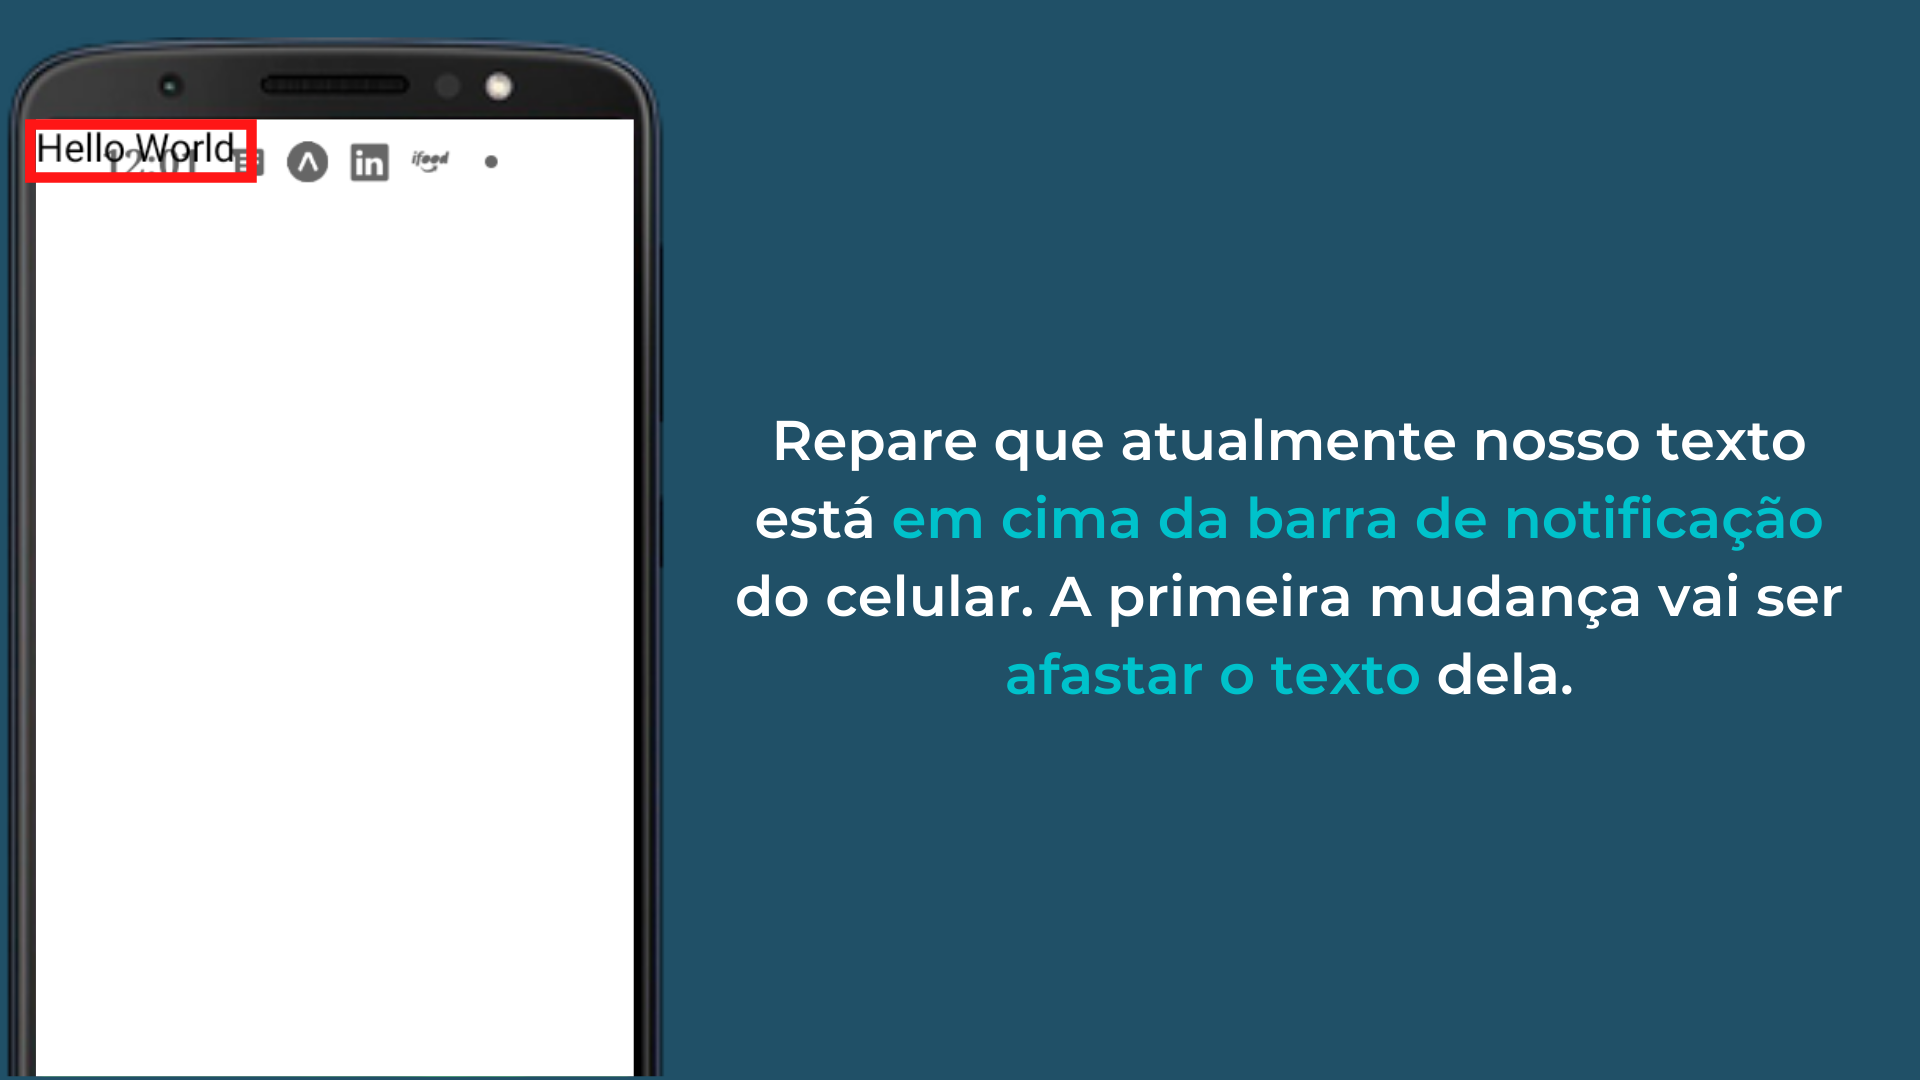 Hello World
12:01
in
ifood
Repare que atualmente nosso texto
está em cima da barra de notificação
do celular. A primeira mudança vai ser
afastar o texto dela.